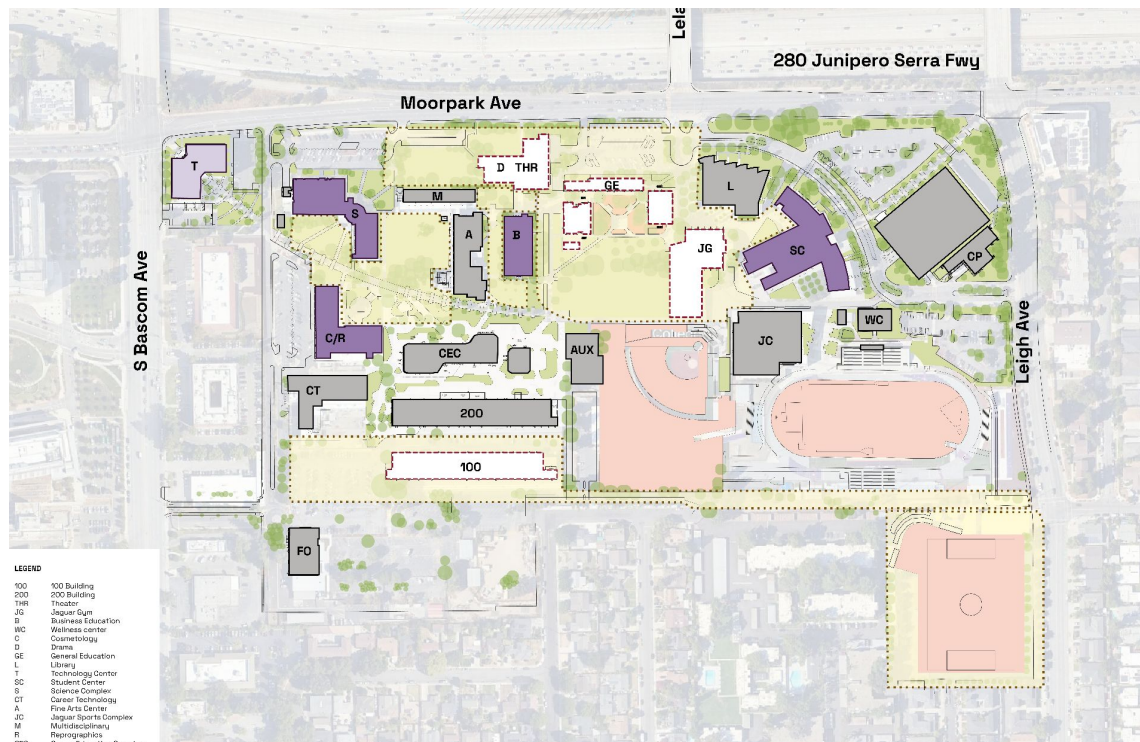 Lela
280 Junipero Serra Fwy
Moorpark Ave
T
D THR
GE
L
M
S
A
B
JG
SC
CP
S Bascom Ave
Leigh Ave
C/R
CEC
AUX
JC
WC
CT
200
100
FO
LEGEND
100 100 Building
200 200 Building
THR Theater
JG Jaguar Gym
B Business Education
WC Wellness center
C Cosmetology
D Drama
GE General Education
L Library
T Technology Center
SC Student Center
S Science Complex
CT Career Technology
A Fine Arts Center
JC Jaguar Sports Complex
M Multidisciplinary
R Reprographics